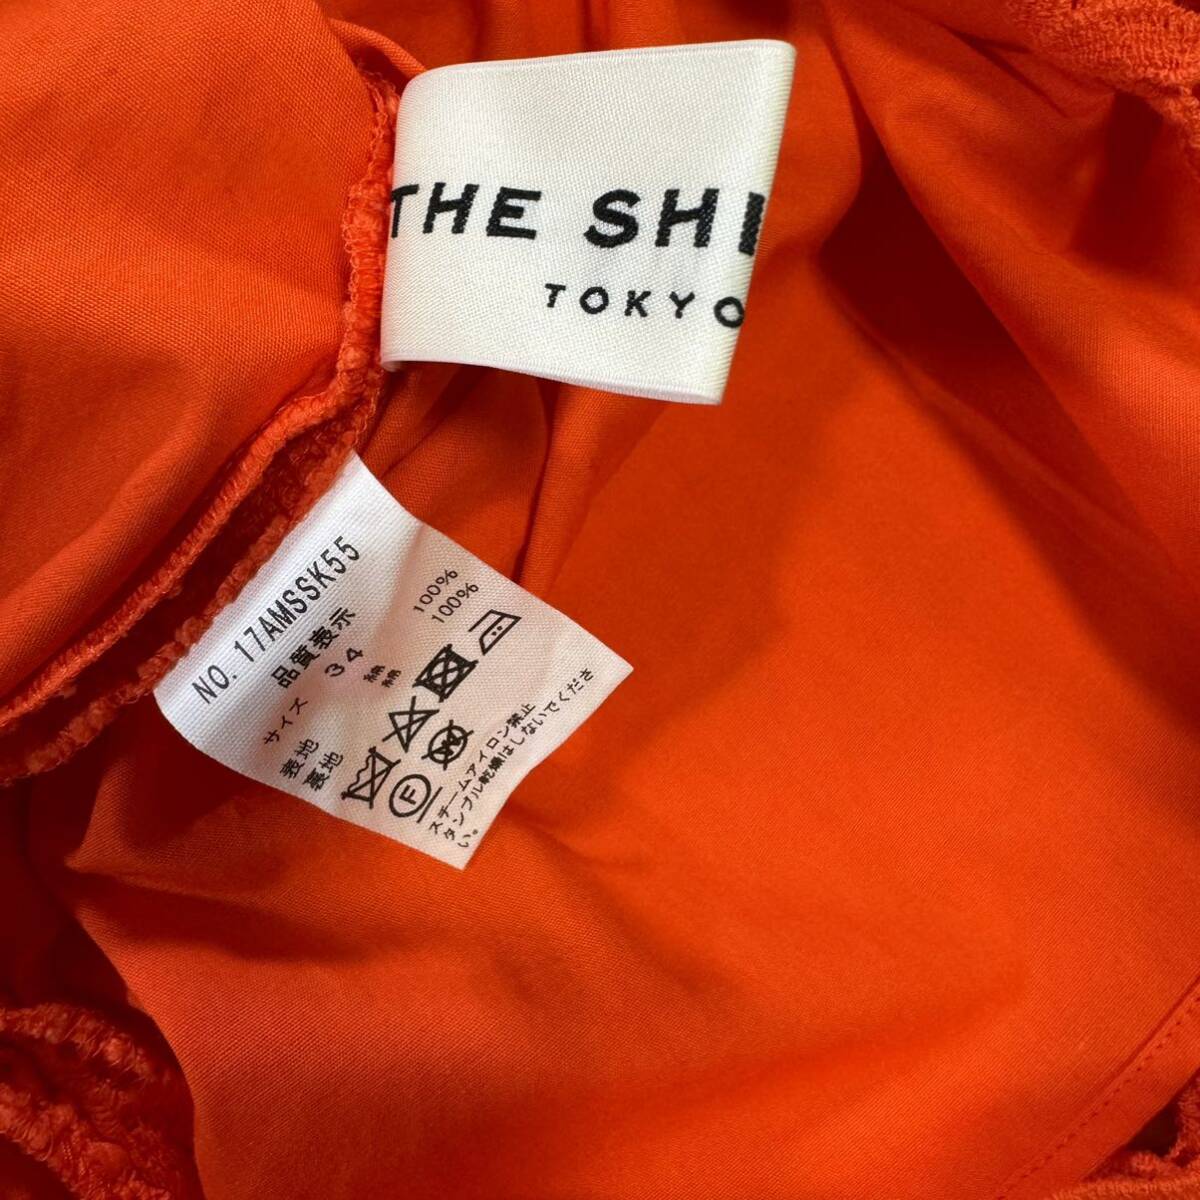 THE SHI
TOKYO
NO. 17AMSSK55
品質表示
サイズ 34
表地 綿 100%
裏地 綿 100%
F
スチームアイロン禁止
タンブル乾燥はしないでくださ
い。